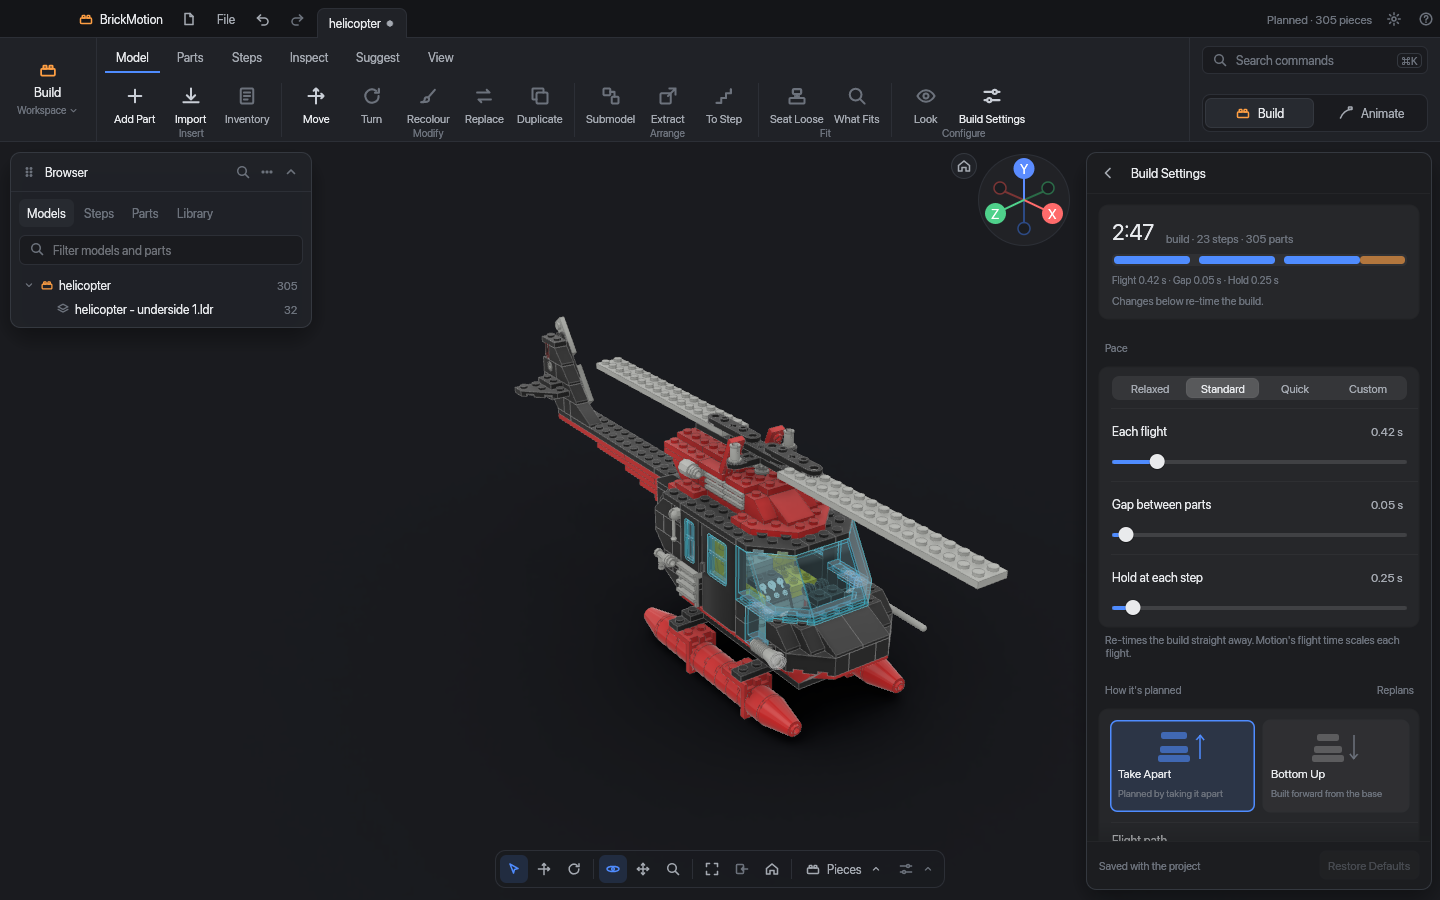 BrickMotion
File
helicopter
Planned · 305 pieces
Build
Workspace
Model
Parts
Steps
Inspect
Suggest
View
Search commands
⌘K
Add Part
Import
Inventory
Insert
Move
Turn
Recolour
Replace
Duplicate
Modify
Submodel
Extract
To Step
Arrange
Seat Loose
What Fits
Fit
Look
Build Settings
Configure
Build
Animate
Browser
Models
Steps
Parts
Library
Filter models and parts
helicopter
305
helicopter - underside 1.ldr
32
Y
Z
X
Build Settings
2:47
build · 23 steps · 305 parts
Flight 0.42 s · Gap 0.05 s · Hold 0.25 s
Changes below re-time the build.
Pace
Relaxed
Standard
Quick
Custom
Each flight
0.42 s
Gap between parts
0.05 s
Hold at each step
0.25 s
Re-times the build straight away. Motion's flight time scales each
flight.
How it's planned
Replans
Take Apart
Planned by taking it apart
Bottom Up
Built forward from the base
Flight path
Saved with the project
Restore Defaults
Pieces